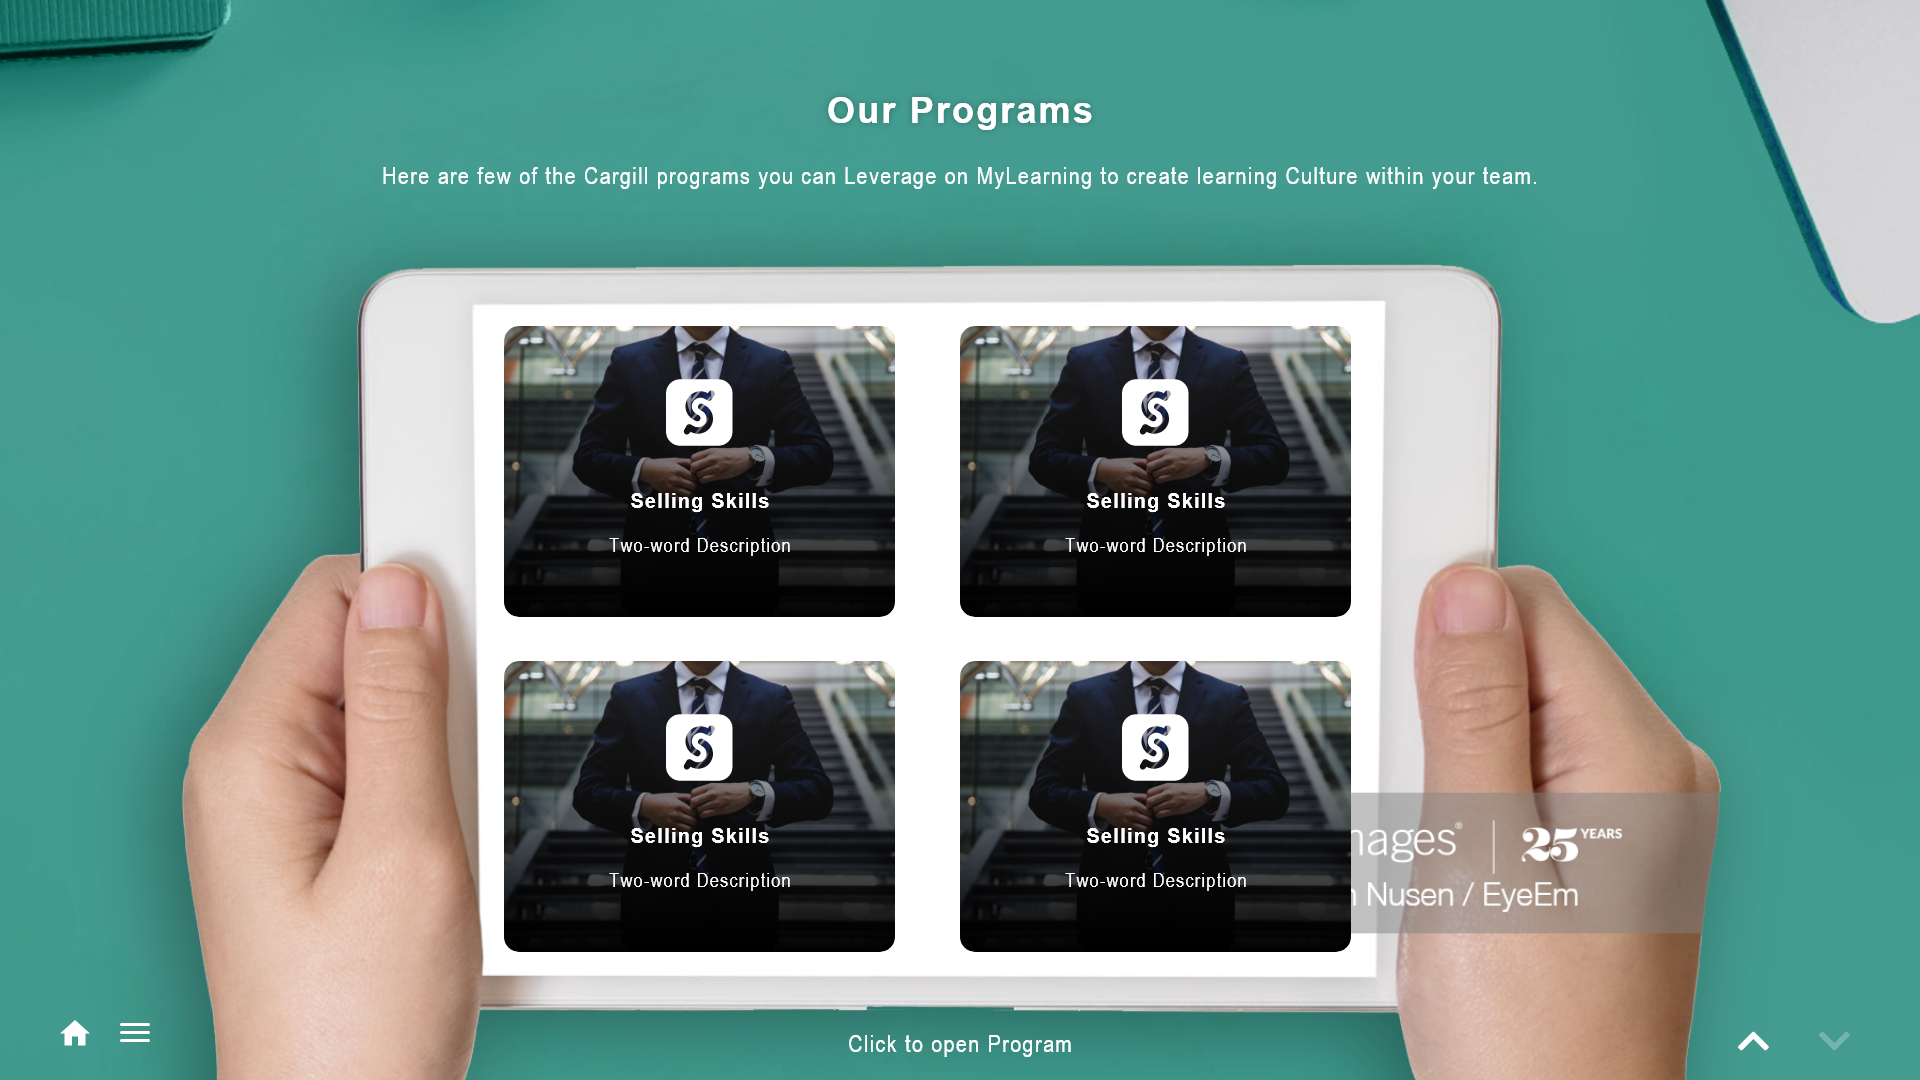 Our Programs
Here are few of the Cargill programs you can Leverage on MyLearning to create learning Culture within your team.
S
S
Selling Skills
Selling Skills
Two-word Description
Two-word Description
S
S
Selling Skills
Selling Skills
Two-word Description
Two-word Description
mages® | 25 YEARS
Nusen / EyeEm
Click to open Program